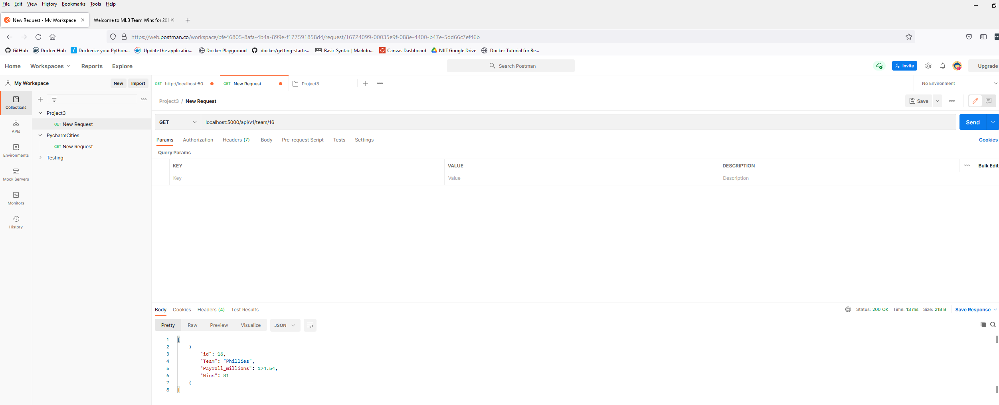 File Edit View History Bookmarks Tools Help
New Request - My Workspace
Welcome to MLB Team Wins for 201
https://web.postman.co/workspace/bfe46805-8afa-4b4a-899e-f177591858d4/request/16724099-00035e9f-088e-4400-b47e-5dd66c7ef46b
GitHub Docker Hub Dockerize your Python... Update the applicatio... Docker Playground docker/getting-starte... Basic Syntax | Markdo... Canvas Dashboard NJIT Google Drive Docker Tutorial for Be...
Home Workspaces Reports Explore Search Postman Invite Upgrade
My Workspace New Import GET http://localhost:50... GET New Request Project3 No Environment
Collections
APIs
Environments
Mock Servers
Monitors
History
Project3
GET New Request
PycharmCities
GET New Request
Testing
Project3 / New Request Save
GET localhost:5000/api/v1/team/16 Send
Params Authorization Headers (7) Body Pre-request Script Tests Settings Cookies
Query Params
KEY VALUE DESCRIPTION Bulk Edit
Key Value Description
Body Cookies Headers (4) Test Results Status: 200 OK Time: 13 ms Size: 218 B Save Response
Pretty Raw Preview Visualize JSON
1 [
2 {
3 "id": 16,
4 "Team": "Phillies",
5 "Payroll_millions": 174.54,
6 "Wins": 81
7 }
8 ]